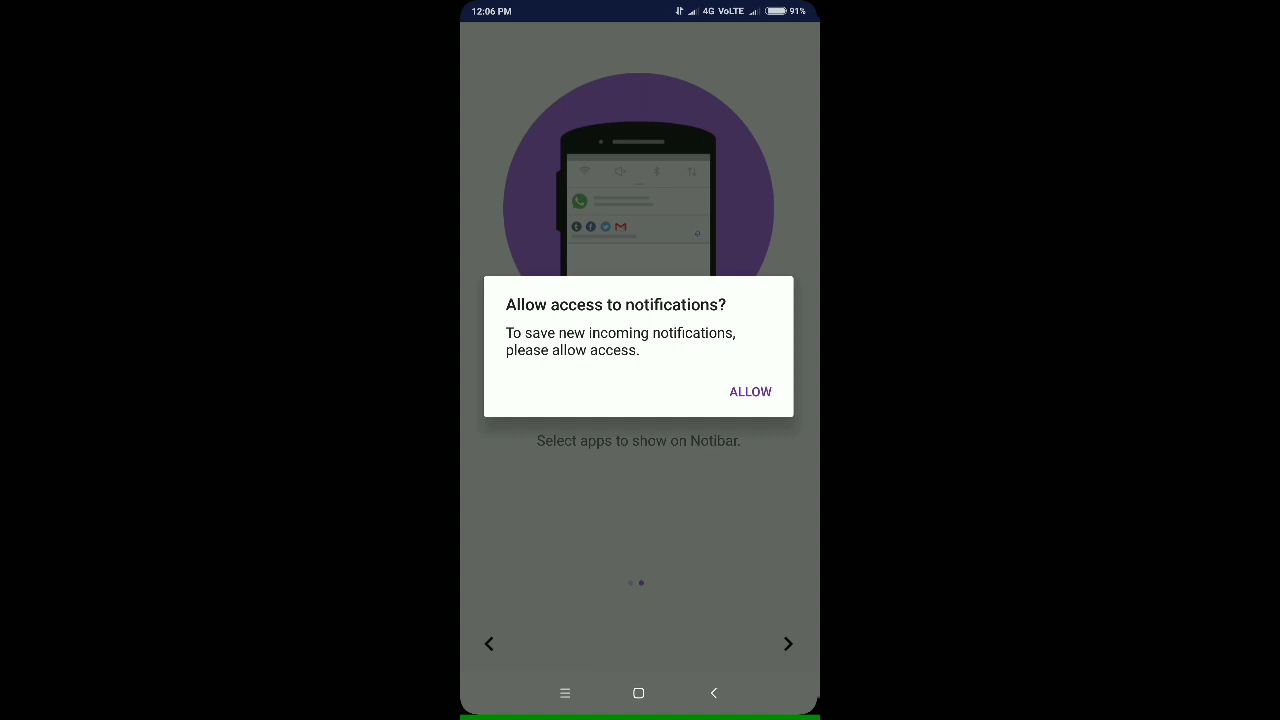 12:06 PM
4G VoLTE
91%
Allow access to notifications?
To save new incoming notifications,
please allow access.
ALLOW
Select apps to show on Notibar.